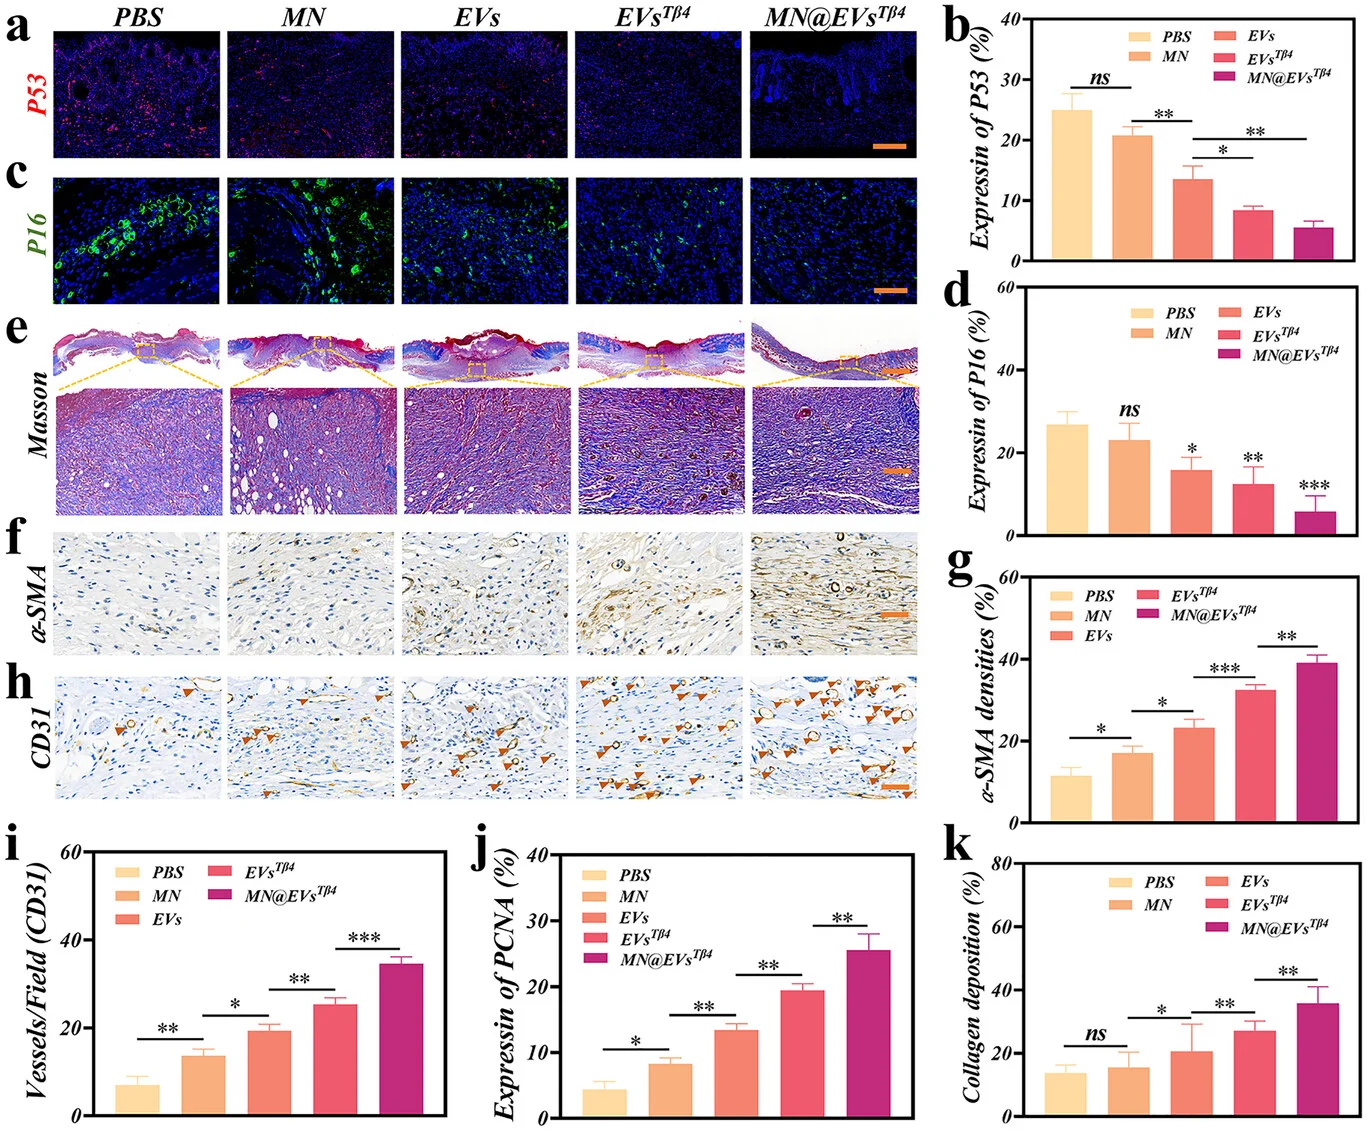 a
PBS
MN
EVs
EVsTβ4
MN@EVsTβ4
P53
b
Expressin of P53 (%)
40
30
20
10
0
PBS
MN
EVs
EVsTβ4
MN@EVsTβ4
ns
**
**
*
c
P16
d
Expressin of P16 (%)
60
40
20
0
PBS
MN
EVs
EVsTβ4
MN@EVsTβ4
ns
*
**
***
e
Masson
f
α-SMA
g
α-SMA densities (%)
60
40
20
0
PBS
MN
EVs
EVsTβ4
MN@EVsTβ4
*
*
***
**
h
CD31
i
Vessels/Field (CD31)
60
40
20
0
PBS
MN
EVs
EVsTβ4
MN@EVsTβ4
**
*
**
***
j
Expressin of PCNA (%)
40
30
20
10
0
PBS
MN
EVs
EVsTβ4
MN@EVsTβ4
*
**
**
**
k
Collagen deposition (%)
80
60
40
20
0
PBS
MN
EVs
EVsTβ4
MN@EVsTβ4
ns
*
**
**